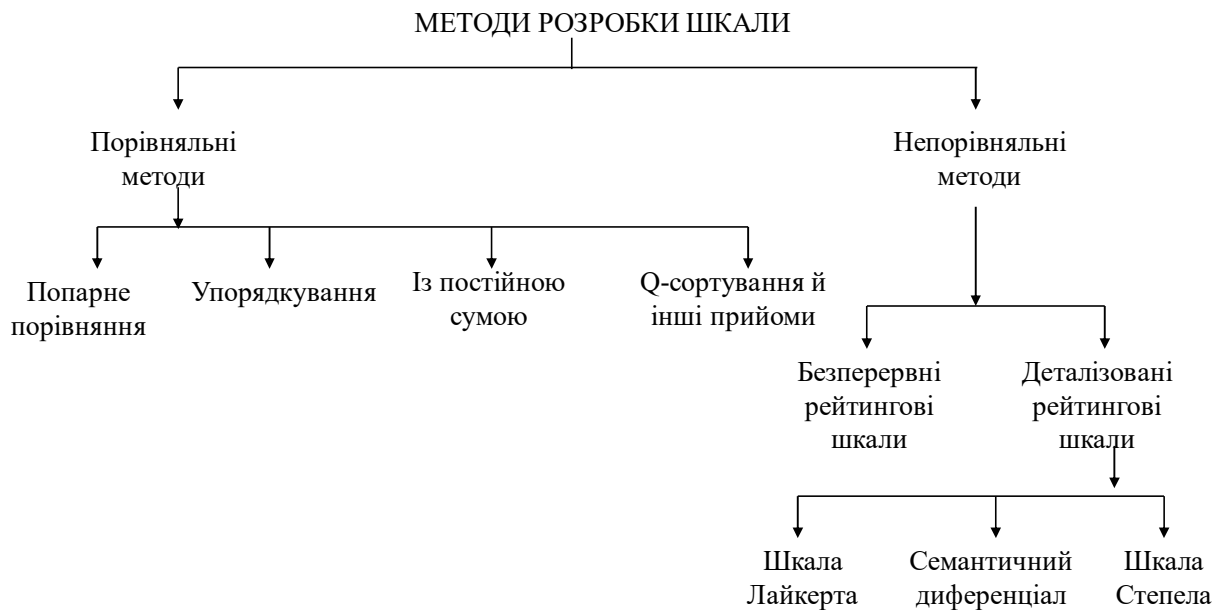 МЕТОДИ РОЗРОБКИ ШКАЛИ
Порівняльні
методи
Непорівняльні
методи
Попарне
порівняння
Упорядкування
Із постійною
сумою
Q-сортування й
інші прийоми
Безперервні
рейтингові
шкали
Деталізовані
рейтингові
шкали
Шкала
Лайкерта
Семантичний
диференціал
Шкала
Степела